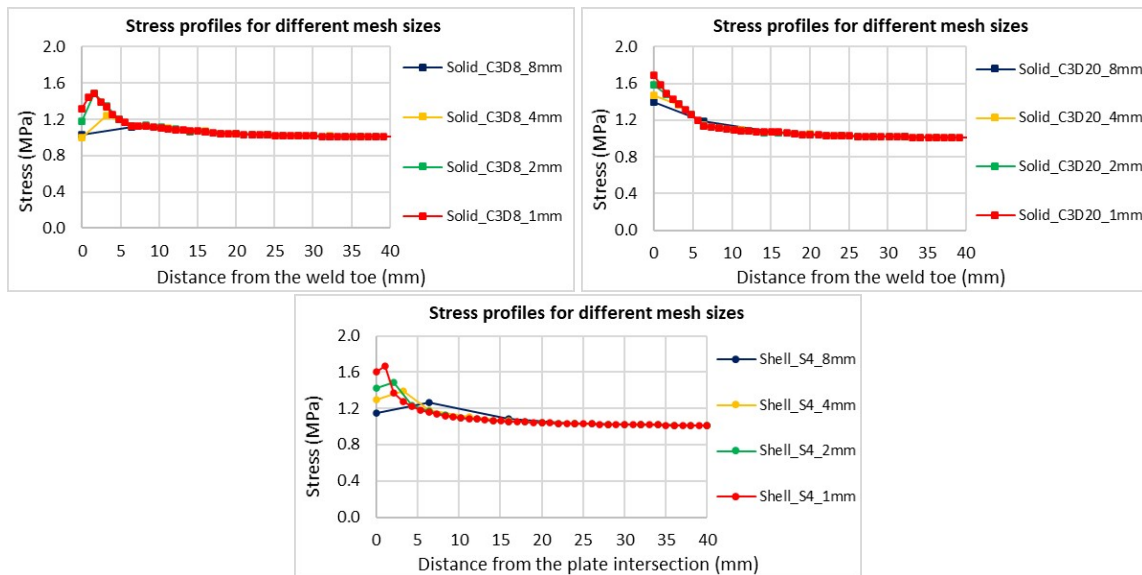 Stress profiles for different mesh sizes
Stress (MPa)
2.0
1.6
1.2
0.8
0.4
0.0
0 5 10 15 20 25 30 35 40
Distance from the weld toe (mm)
Solid_C3D8_8mm
Solid_C3D8_4mm
Solid_C3D8_2mm
Solid_C3D8_1mm
Stress profiles for different mesh sizes
Stress (MPa)
2.0
1.6
1.2
0.8
0.4
0.0
0 5 10 15 20 25 30 35 40
Distance from the weld toe (mm)
Solid_C3D20_8mm
Solid_C3D20_4mm
Solid_C3D20_2mm
Solid_C3D20_1mm
Stress profiles for different mesh sizes
Stress (MPa)
2.0
1.6
1.2
0.8
0.4
0.0
0 5 10 15 20 25 30 35 40
Distance from the plate intersection (mm)
Shell_S4_8mm
Shell_S4_4mm
Shell_S4_2mm
Shell_S4_1mm